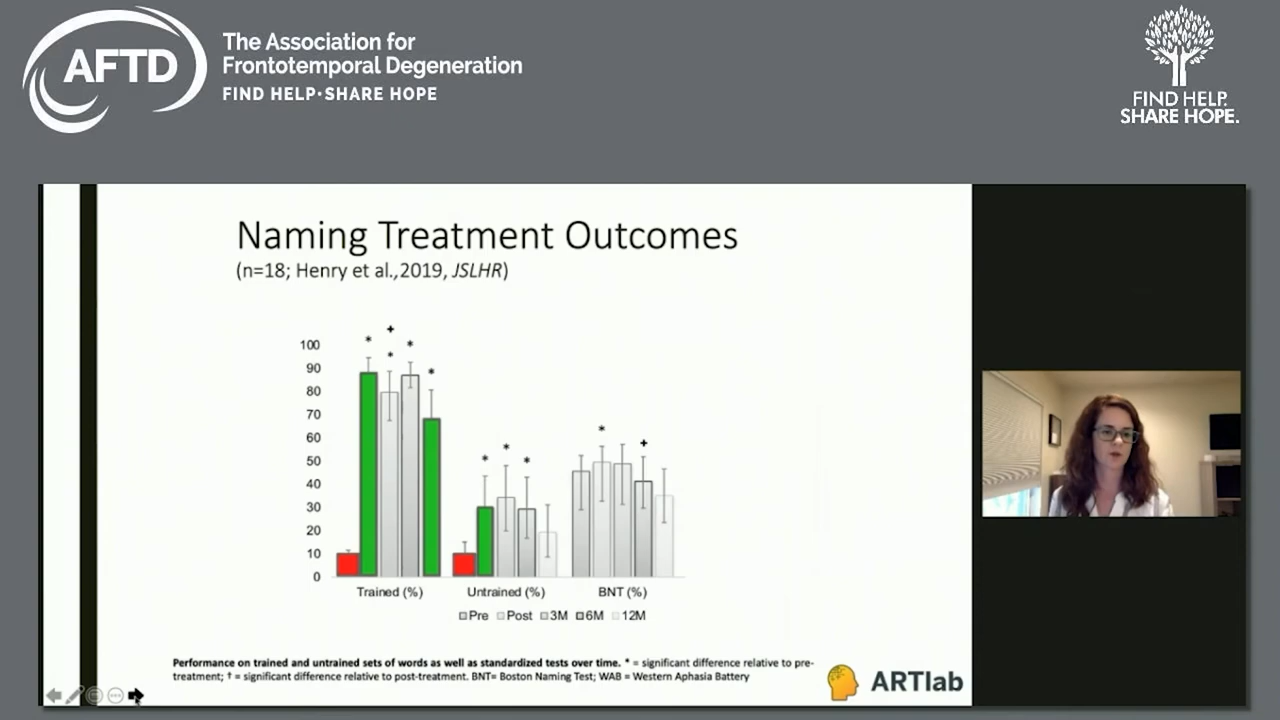 AFTD
The Association for
Frontotemporal Degeneration
FIND HELP•SHARE HOPE
FIND HELP.
SHARE HOPE.
Naming Treatment Outcomes
(n=18; Henry et al.,2019, JSLHR)
100
90
80
70
60
50
40
30
20
10
0
* + * * *
* * *
* +
Trained (%) Untrained (%) BNT (%)
Pre Post 3M 6M 12M
Performance on trained and untrained sets of words as well as standardized tests over time. * = significant difference relative to pre-
treatment; † = significant difference relative to post-treatment. BNT= Boston Naming Test; WAB = Western Aphasia Battery
ARTlab